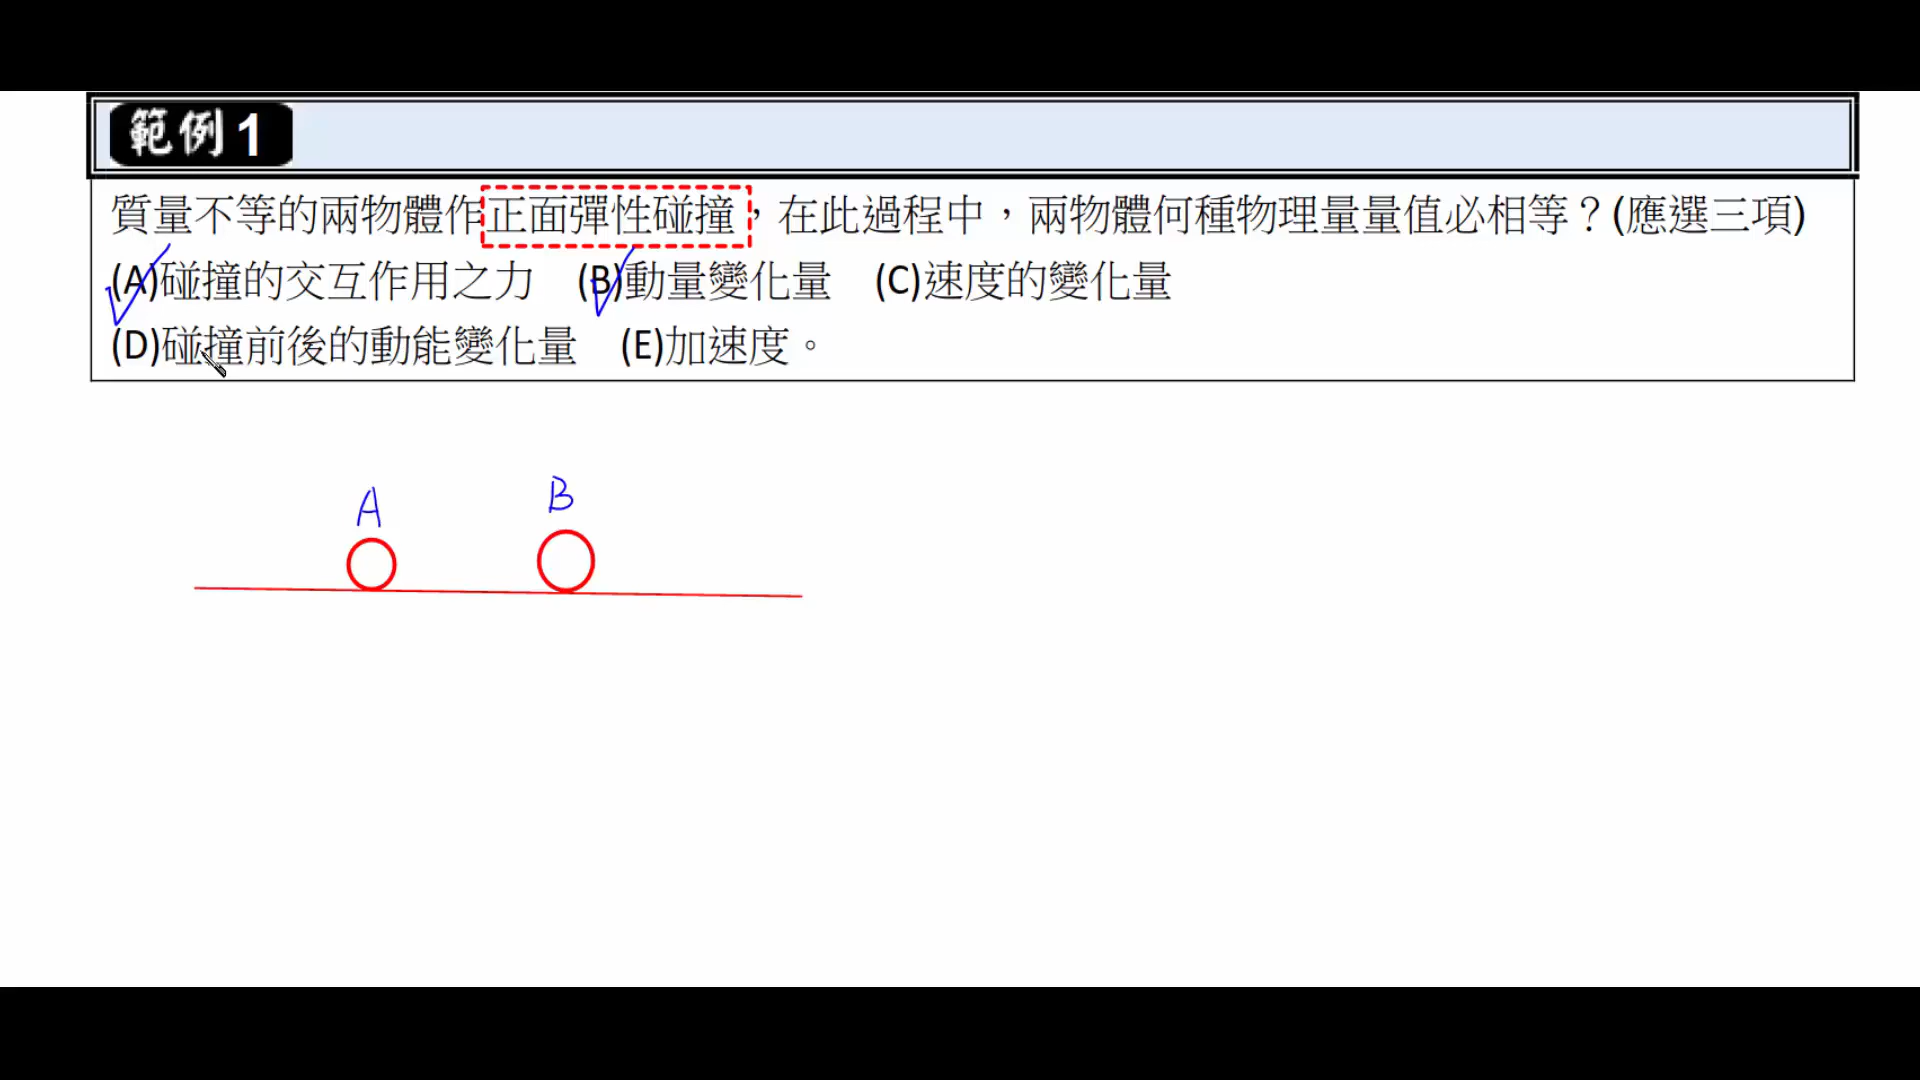 範例1
質量不等的兩物體作正面彈性碰撞，在此過程中，兩物體何種物理量量值必相等？(應選三項)
(A)碰撞的交互作用之力 (B)動量變化量 (C)速度的變化量
(D)碰撞前後的動能變化量 (E)加速度。
A B